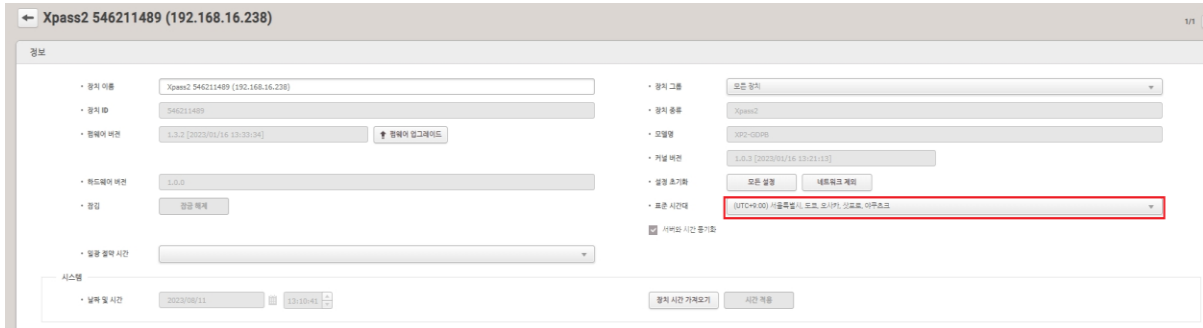 Xpass2 546211489 (192.168.16.238)
1/1
정보
• 장치 이름
Xpass2 546211489 (192.168.16.238)
• 장치 그룹
모든 장치
• 장치 ID
546211489
• 장치 종류
Xpass2
• 펌웨어 버전
1.3.2 [2023/01/16 13:33:34]
펌웨어 업그레이드
• 모델명
XP2-GDPB
• 커널 버전
1.0.3 [2023/01/16 13:21:13]
• 하드웨어 버전
1.0.0
• 설정 초기화
모든 설정
네트워크 제외
• 잠김
잠금 해제
• 표준 시간대
(UTC+9:00) 서울특별시, 도쿄, 오사카, 삿포로, 야쿠츠크
서버와 시간 동기화
• 일광 절약 시간
시스템
• 날짜 및 시간
2023/08/11
13:10:41
장치 시간 가져오기
시간 적용